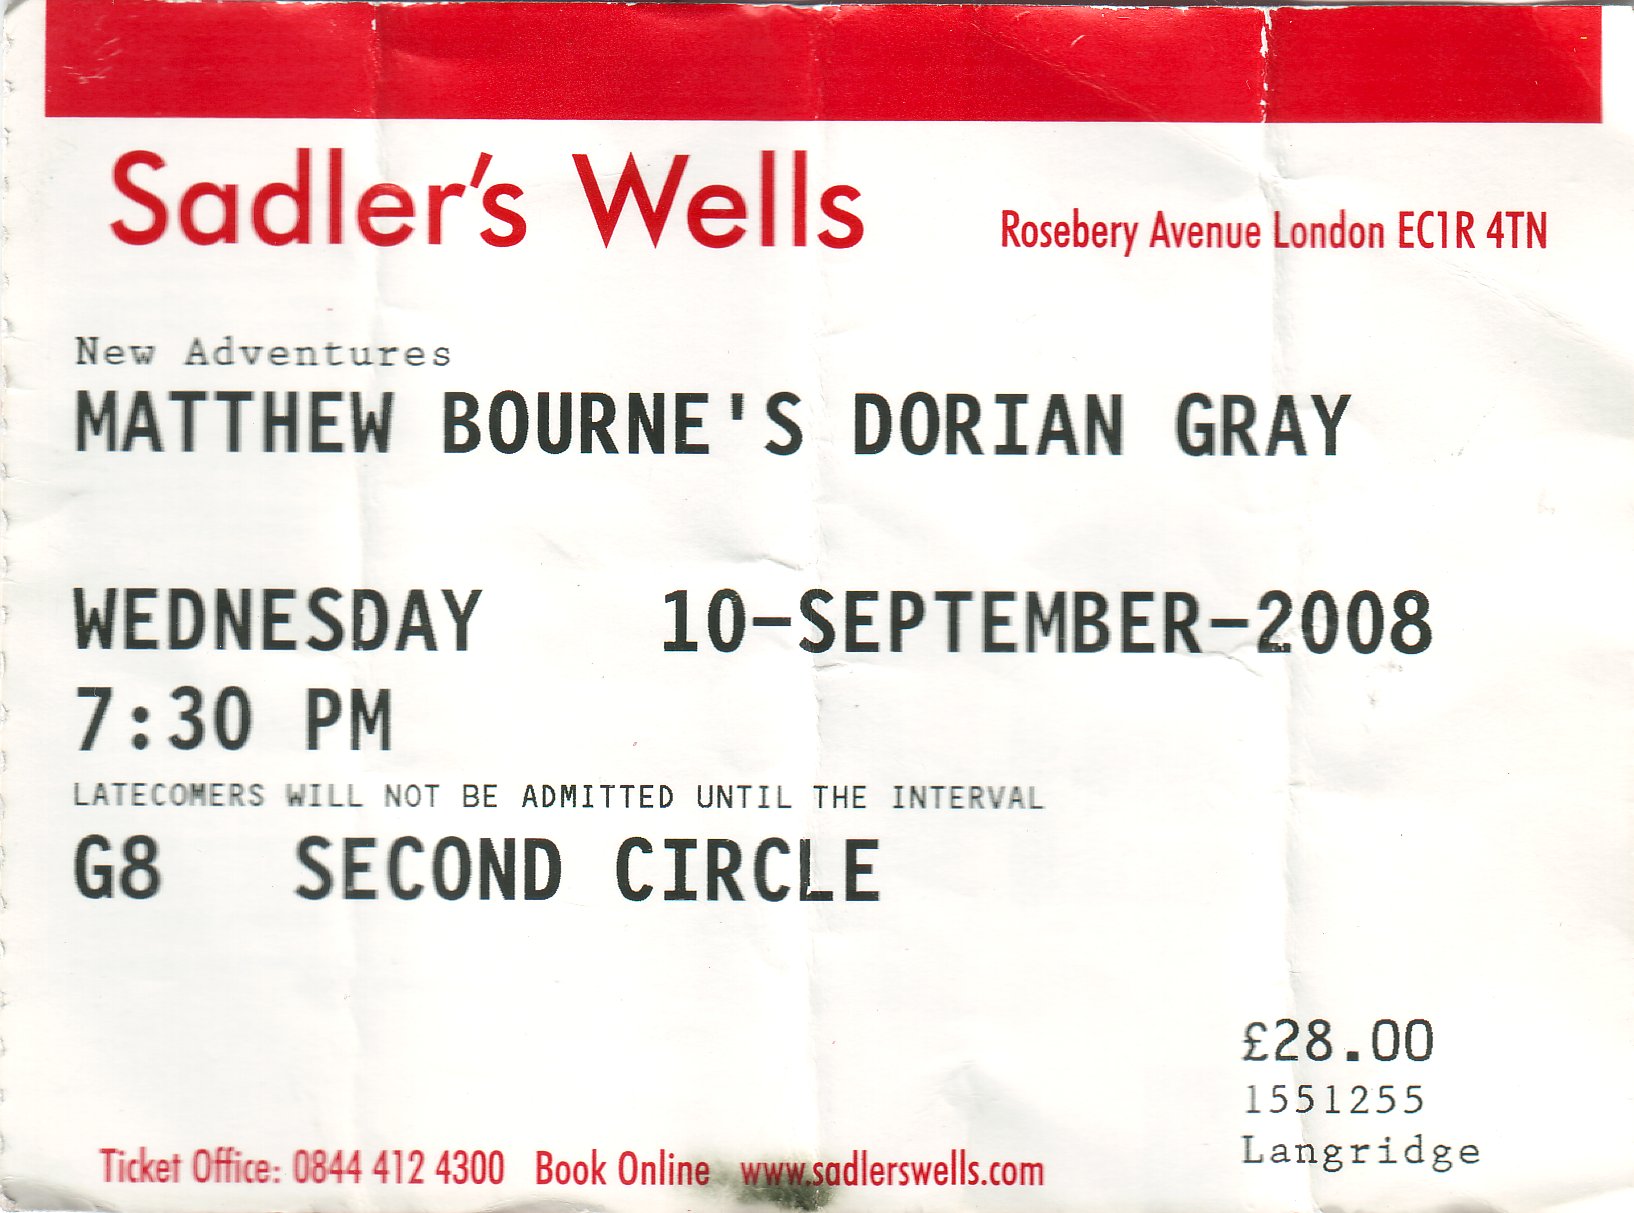 Sadler's Wells
Rosebery Avenue London EC1R 4TN
New Adventures
MATTHEW BOURNE'S DORIAN GRAY
WEDNESDAY 10-SEPTEMBER-2008
7:30 PM
LATECOMERS WILL NOT BE ADMITTED UNTIL THE INTERVAL
G8 SECOND CIRCLE
£28.00
1551255
Langridge
Ticket Office: 0844 412 4300 Book Online www.sadlerswells.com